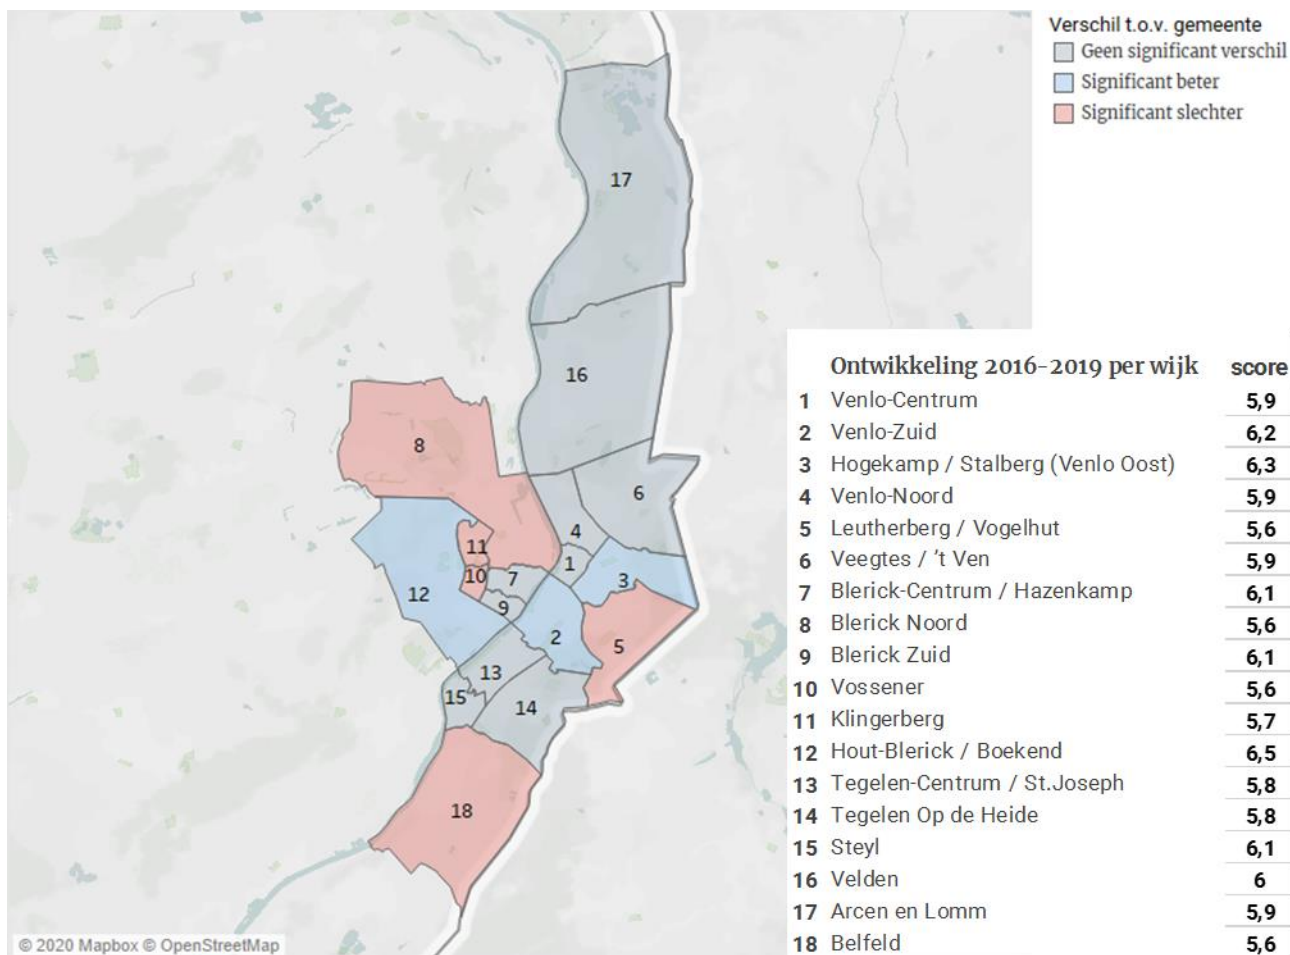 Verschil t.o.v. gemeente
Geen significant verschil
Significant beter
Significant slechter
17
16
8
6
4
11
1
10
7
3
12
9
2
5
13
15
14
18
Ontwikkeling 2016-2019 per wijk score
1 Venlo-Centrum 5,9
2 Venlo-Zuid 6,2
3 Hogekamp / Stalberg (Venlo Oost) 6,3
4 Venlo-Noord 5,9
5 Leutherberg / Vogelhut 5,6
6 Veegtes / 't Ven 5,9
7 Blerick-Centrum / Hazenkamp 6,1
8 Blerick Noord 5,6
9 Blerick Zuid 6,1
10 Vossener 5,6
11 Klingerberg 5,7
12 Hout-Blerick / Boekend 6,5
13 Tegelen-Centrum / St.Joseph 5,8
14 Tegelen Op de Heide 5,8
15 Steyl 6,1
16 Velden 6
17 Arcen en Lomm 5,9
18 Belfeld 5,6
© 2020 Mapbox © OpenStreetMap